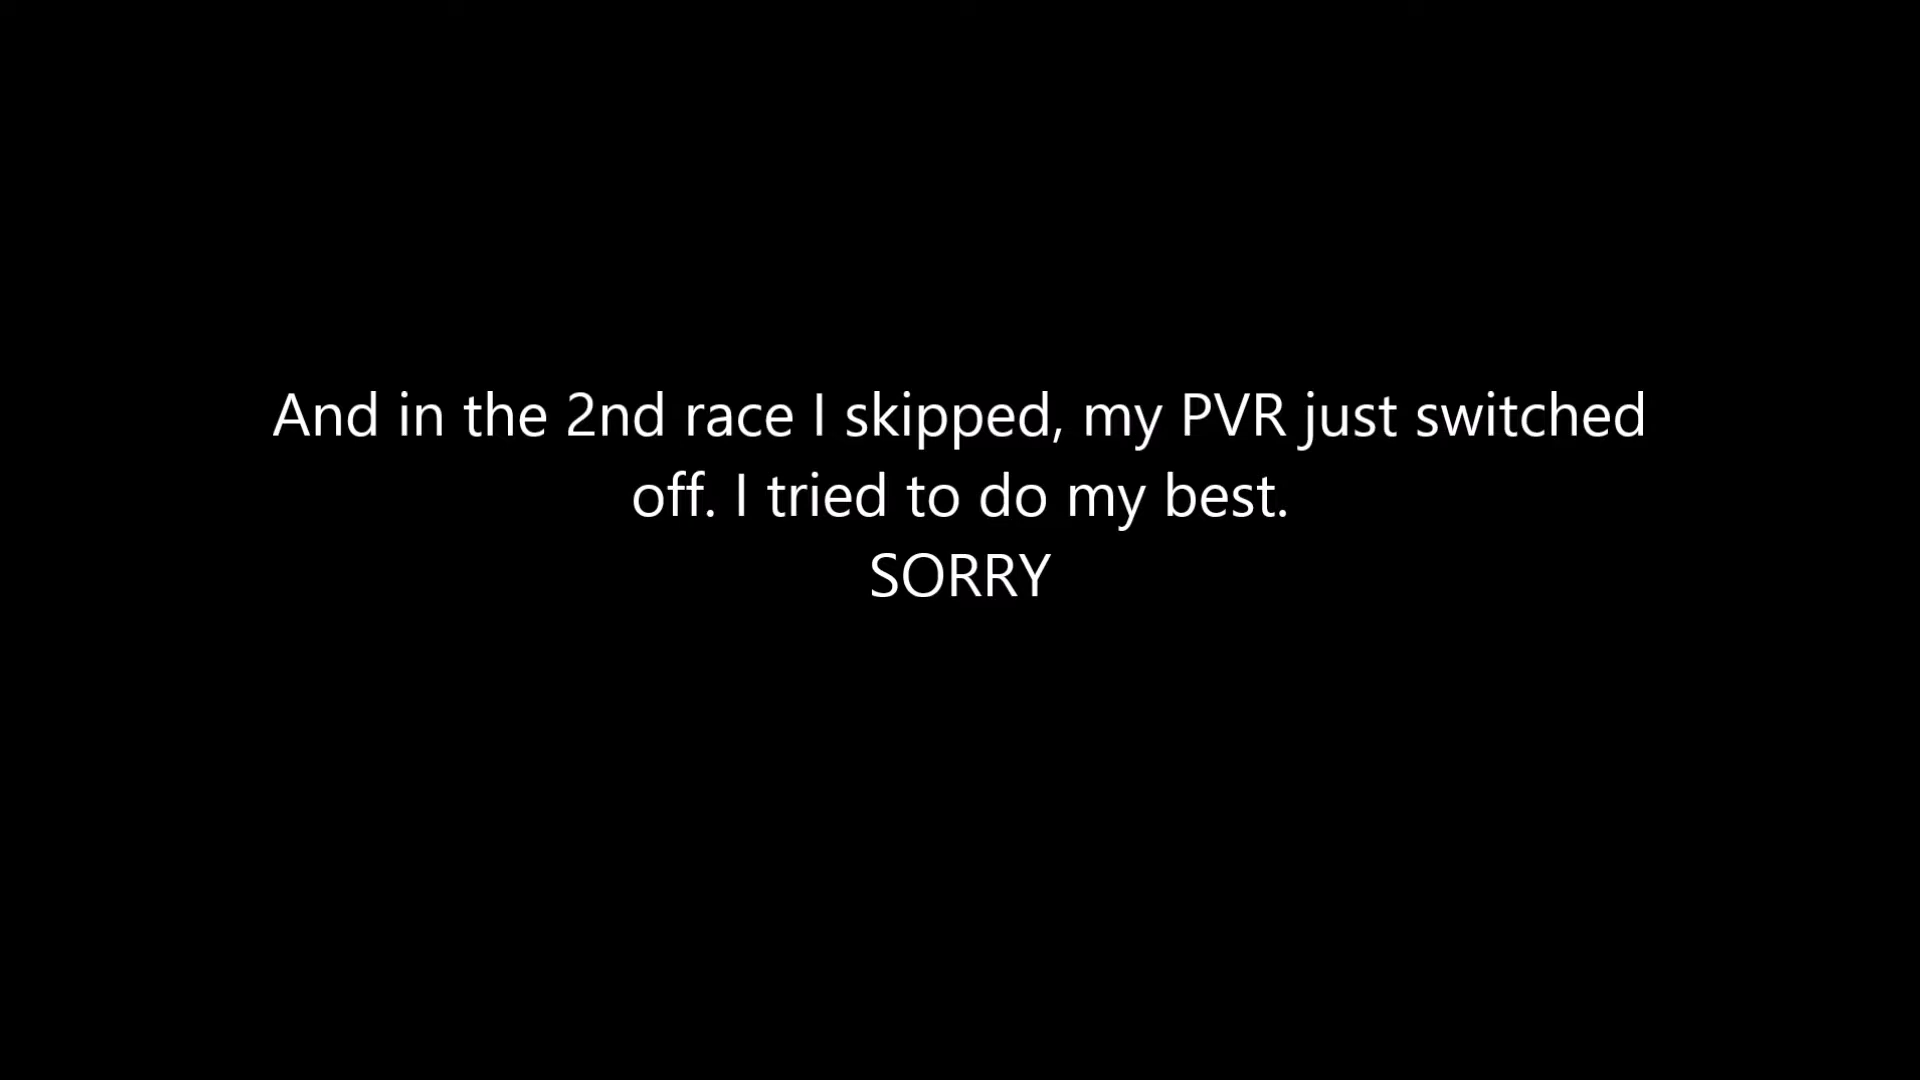 And in the 2nd race I skipped, my PVR just switched
off. I tried to do my best.
SORRY